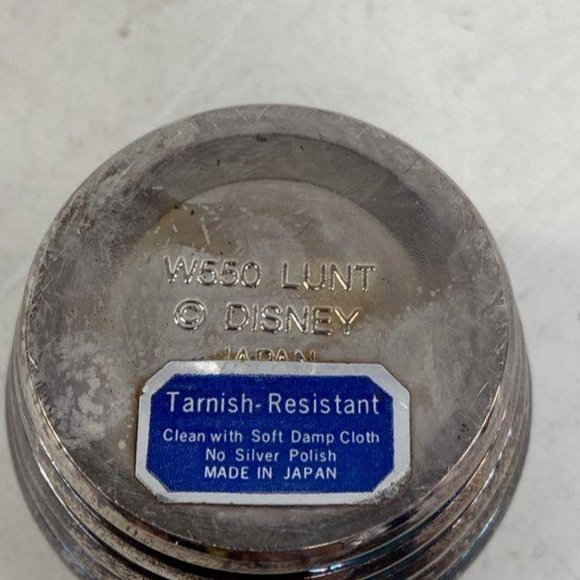 W550 LUNT
© DISNEY
JAPAN
Tarnish-Resistant
Clean with Soft Damp Cloth
No Silver Polish
MADE IN JAPAN